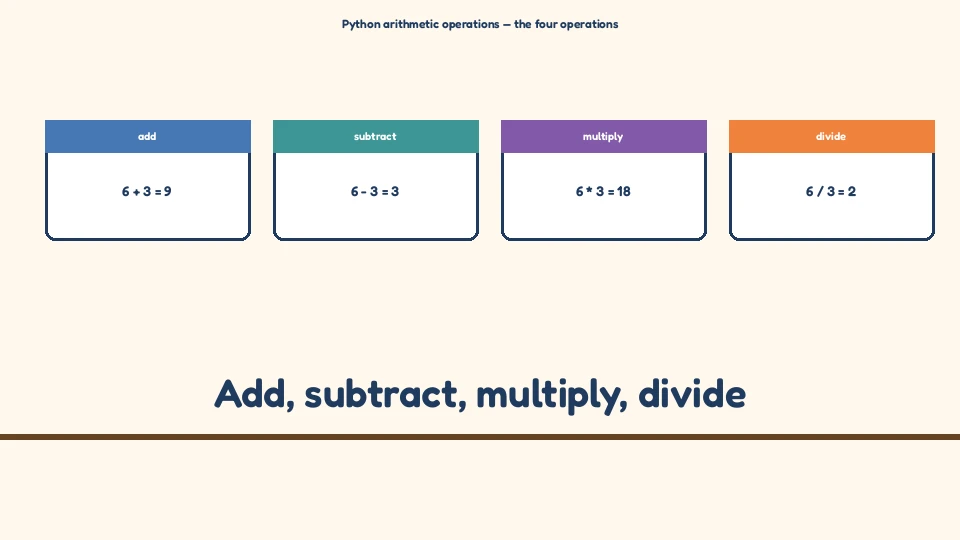 Python arithmetic operations — the four operations
add
subtract
multiply
divide
6 + 3 = 9
6 - 3 = 3
6 * 3 = 18
6 / 3 = 2
Add, subtract, multiply, divide